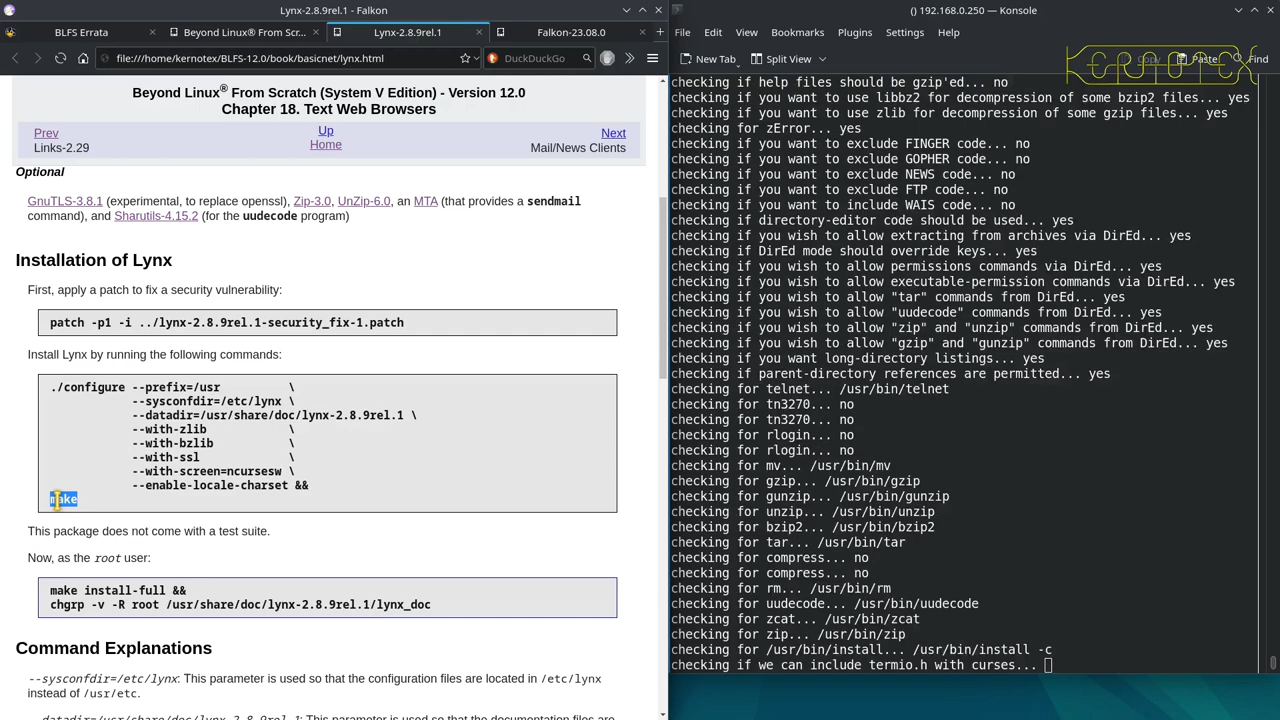 Lynx-2.8.9rel.1 - Falkon
BLFS Errata
Beyond Linux® From Scr...
Lynx-2.8.9rel.1
Falkon-23.08.0
file:///home/kernotex/BLFS-12.0/book/basicnet/lynx.html
DuckDuckGo
Beyond Linux® From Scratch (System V Edition) - Version 12.0
Chapter 18. Text Web Browsers
Prev
Up
Next
Links-2.29
Home
Mail/News Clients
Optional
GnuTLS-3.8.1 (experimental, to replace openssl), Zip-3.0, UnZip-6.0, an MTA (that provides a sendmail
command), and Sharutils-4.15.2 (for the uudecode program)
Installation of Lynx
First, apply a patch to fix a security vulnerability:
patch -p1 -i ../lynx-2.8.9rel.1-security_fix-1.patch
Install Lynx by running the following commands:
./configure --prefix=/usr \
--sysconfdir=/etc/lynx \
--datadir=/usr/share/doc/lynx-2.8.9rel.1 \
--with-zlib \
--with-bzlib \
--with-ssl \
--with-screen=ncursesw \
--enable-locale-charset &&
make
This package does not come with a test suite.
Now, as the root user:
make install-full &&
chgrp -v -R root /usr/share/doc/lynx-2.8.9rel.1/lynx_doc
Command Explanations
--sysconfdir=/etc/lynx: This parameter is used so that the configuration files are located in /etc/lynx
instead of /usr/etc.
--datadir=/usr/share/doc/lynx-2.8.9rel.1: This parameter is used so that the documentation files are
() 192.168.0.250 — Konsole
File Edit View Bookmarks Plugins Settings Help
New Tab Split View Copy Paste Find
KERNOTEX
checking if help files should be gzip'ed... no
checking if you want to use libbz2 for decompression of some bzip2 files... yes
checking if you want to use zlib for decompression of some gzip files... yes
checking for zError... yes
checking if you want to exclude FINGER code... no
checking if you want to exclude GOPHER code... no
checking if you want to exclude NEWS code... no
checking if you want to exclude FTP code... no
checking if you want to include WAIS code... no
checking if directory-editor code should be used... yes
checking if you wish to allow extracting from archives via DirEd... yes
checking if DirEd mode should override keys... yes
checking if you wish to allow permissions commands via DirEd... yes
checking if you wish to allow executable-permission commands via DirEd... yes
checking if you wish to allow "tar" commands from DirEd... yes
checking if you wish to allow "uudecode" commands from DirEd... yes
checking if you wish to allow "zip" and "unzip" commands from DirEd... yes
checking if you wish to allow "gzip" and "gunzip" commands from DirEd... yes
checking if you want long-directory listings... yes
checking if parent-directory references are permitted... yes
checking for telnet... /usr/bin/telnet
checking for tn3270... no
checking for tn3270... no
checking for rlogin... no
checking for rlogin... no
checking for mv... /usr/bin/mv
checking for gzip... /usr/bin/gzip
checking for gunzip... /usr/bin/gunzip
checking for unzip... /usr/bin/unzip
checking for bzip2... /usr/bin/bzip2
checking for tar... /usr/bin/tar
checking for compress... no
checking for compress... no
checking for rm... /usr/bin/rm
checking for uudecode... /usr/bin/uudecode
checking for zcat... /usr/bin/zcat
checking for zip... /usr/bin/zip
checking for /usr/bin/install... /usr/bin/install -c
checking if we can include termio.h with curses...